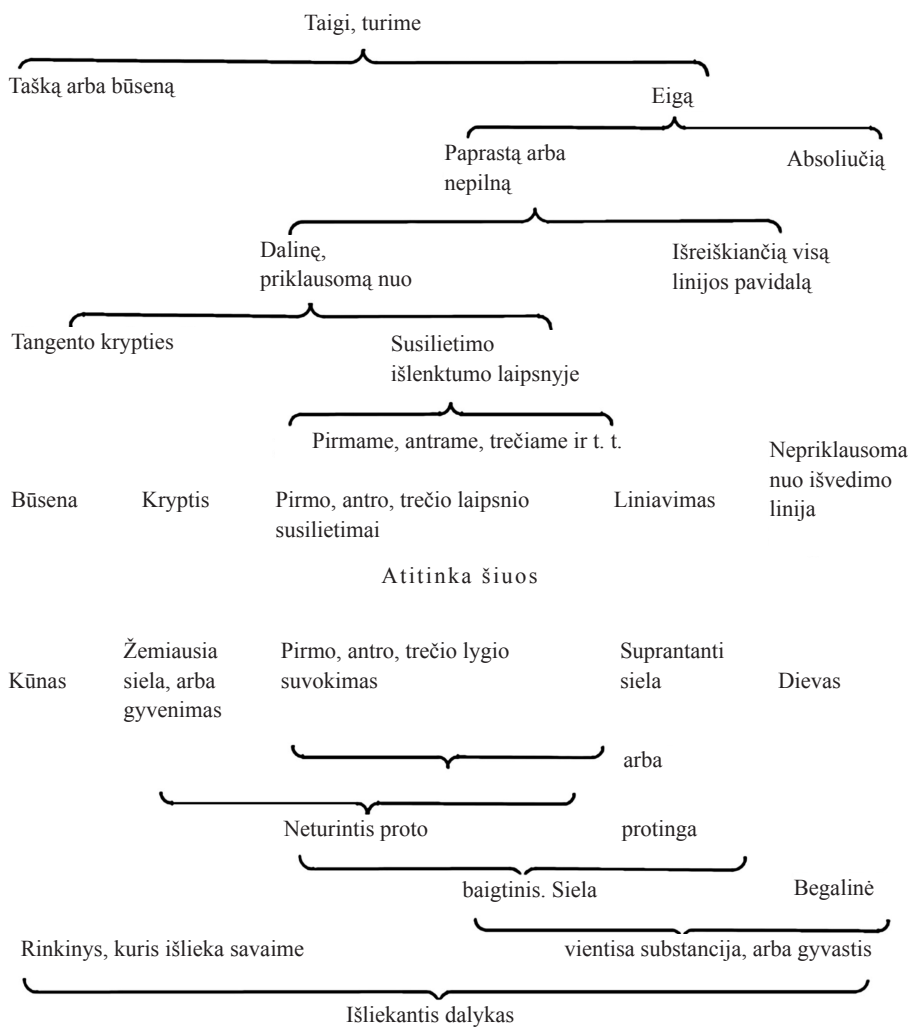 Taigi, turime
Tašką arba būseną
Eigą
Paprastą arba
nepilną
Absoliučią
Dalinę,
priklausomą nuo
Išreiškiančią visą
linijos pavidalą
Tangento krypties
Susilietimo
išlenktumo laipsnyje
Pirmame, antrame, trečiame ir t. t.
Būsena
Kryptis
Pirmo, antro, trečio laipsnio
susilietimai
Liniavimas
Nepriklausoma
nuo išvedimo
linija
Atitinka šiuos
Kūnas
Žemiausia
siela, arba
gyvenimas
Pirmo, antro, trečio lygio
suvokimas
Suprantanti
siela
Dievas
arba
Neturintis proto
protinga
baigtinis. Siela
Begalinė
Rinkinys, kuris išlieka savaime
vientisa substancija, arba gyvastis
Išliekantis dalykas